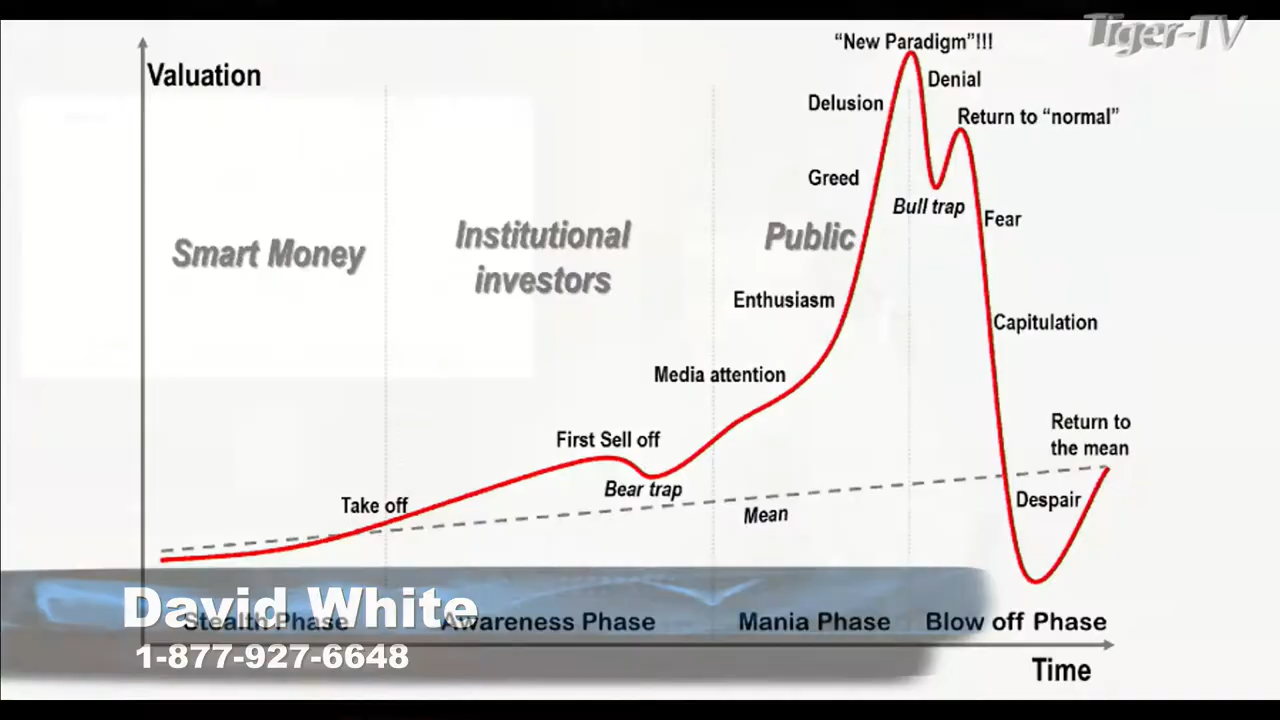 Tiger-TV
“New Paradigm”!!!
Valuation
Denial
Delusion
Return to “normal”
Greed
Bull trap
Fear
Smart Money
Institutional
investors
Public
Enthusiasm
Capitulation
Media attention
Return to
the mean
First Sell off
Bear trap
Take off
Despair
Mean
David White
Stealth Phase
Awareness Phase
Mania Phase
Blow off Phase
1-877-927-6648
Time